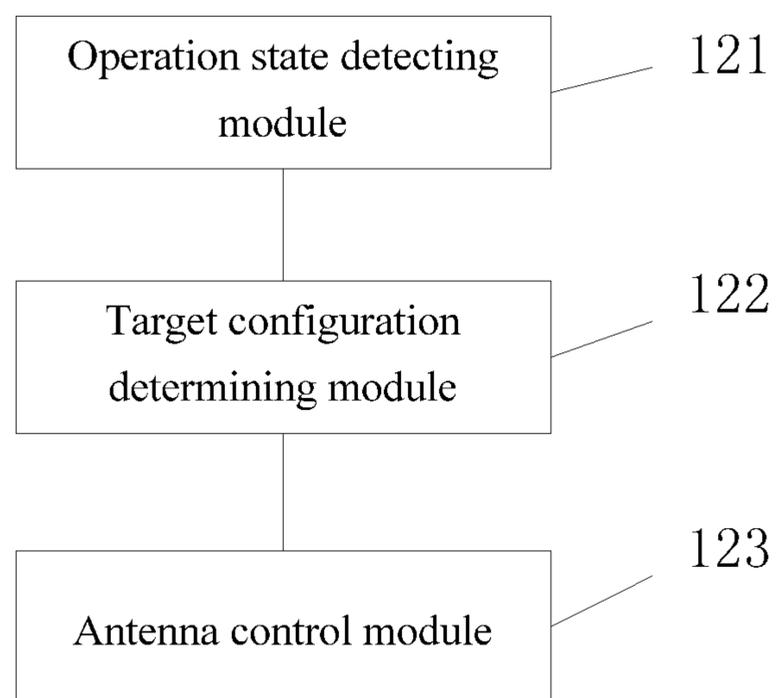 Operation state detecting
module
121
Target configuration
determining module
122
Antenna control module
123